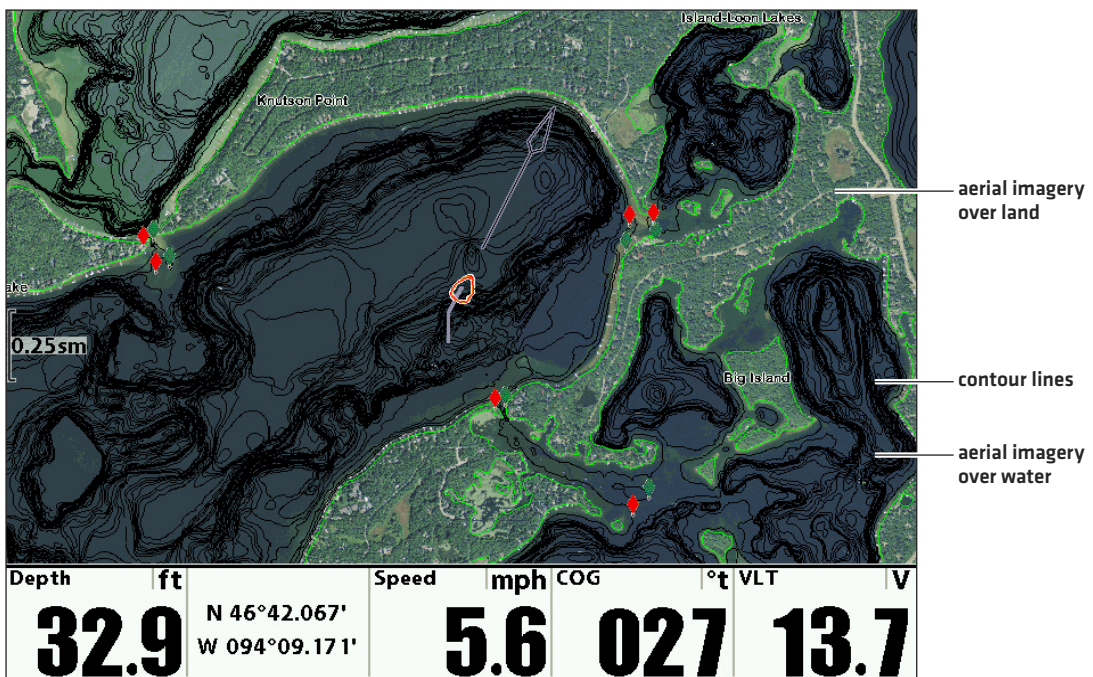 Island-Loon Lakes
Knutson Point
aerial imagery
over land
ake
0.25sm
Big Island
contour lines
aerial imagery
over water
Depth ft
32.9
N 46°42.067'
W 094°09.171'
Speed mph
5.6
COG °t
027
VLT V
13.7